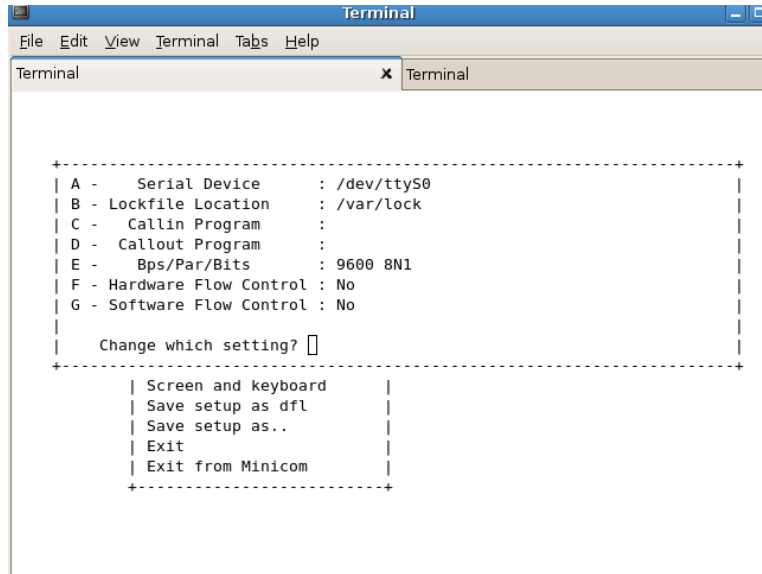 Terminal
File Edit View Terminal Tabs Help
Terminal Terminal
A - Serial Device : /dev/ttyS0
B - Lockfile Location : /var/lock
C - Callin Program :
D - Callout Program :
E - Bps/Par/Bits : 9600 8N1
F - Hardware Flow Control : No
G - Software Flow Control : No
Change which setting?
Screen and keyboard
Save setup as dfl
Save setup as..
Exit
Exit from Minicom